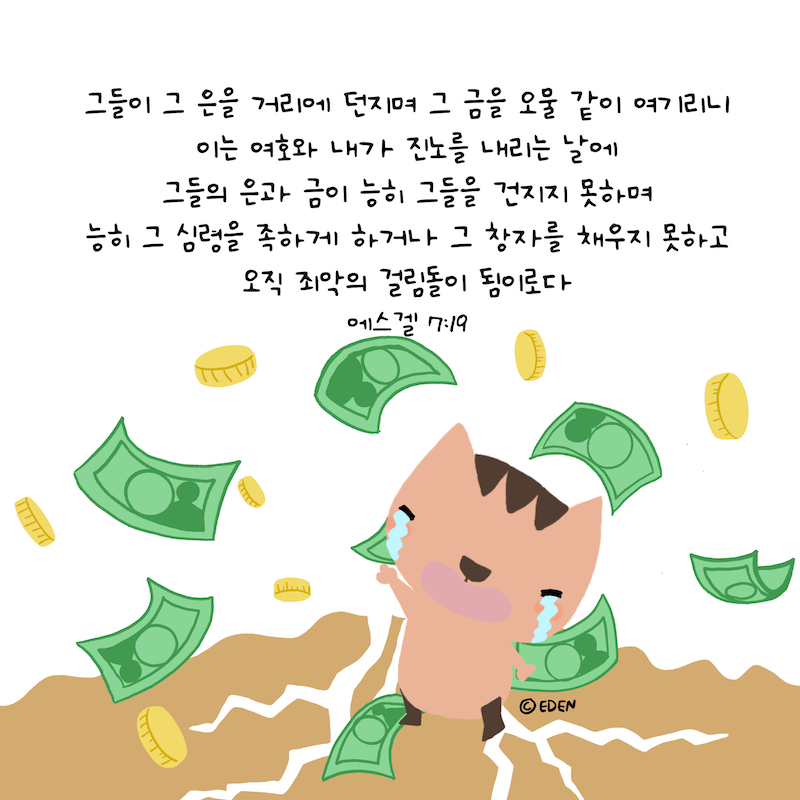 그들이 그 은을 거리에 던지며 그 금을 오물 같이 여기리니
이는 여호와 내가 진노를 내리는 날에
그들의 은과 금이 능히 그들을 건지지 못하며
능히 그 심령을 족하게 하거나 그 창자를 채우지 못하고
오직 죄악의 걸림돌이 됨이로다
에스겔 7:19
©EDEN